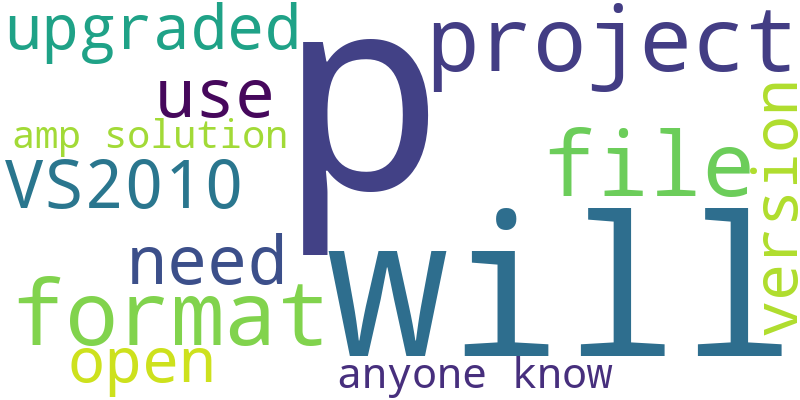 upgraded
p
project
use
amp solution
VS2010
file
version
need
will
format
open
anyone know